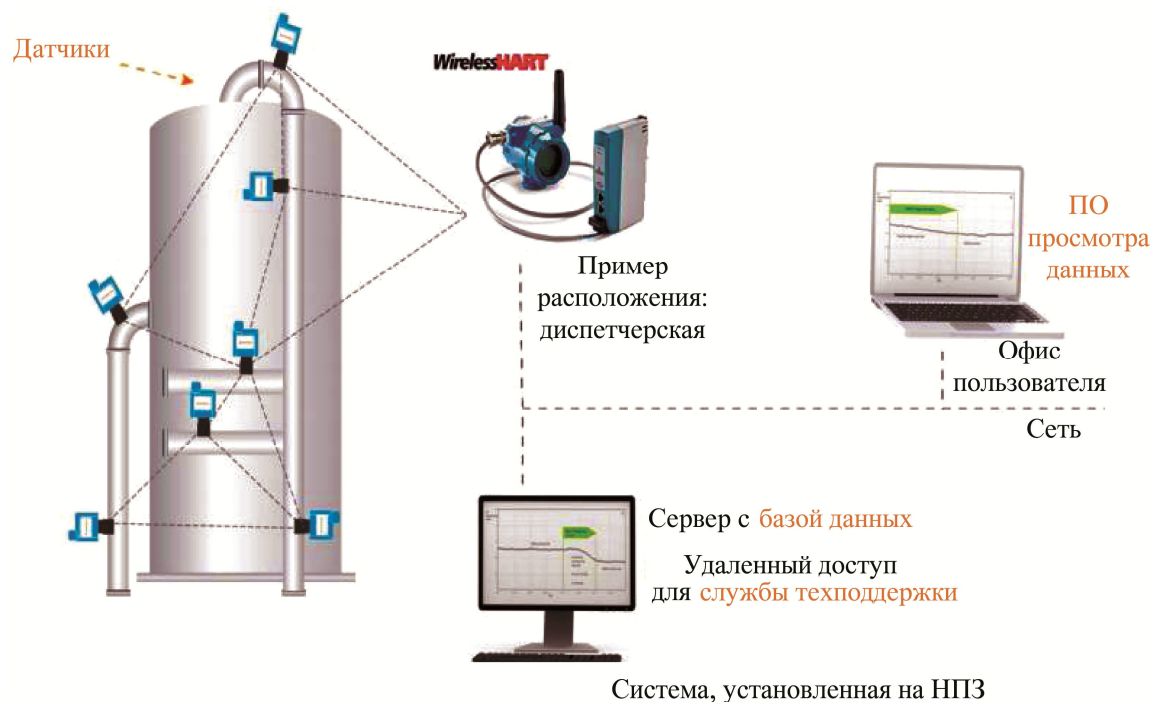 Датчики
WirelessHART
Пример
расположения:
диспетчерская
ПО
просмотра
данных
Офис
пользователя
Сеть
Сервер с базой данных
Удаленный доступ
для службы техподдержки
Система, установленная на НПЗ